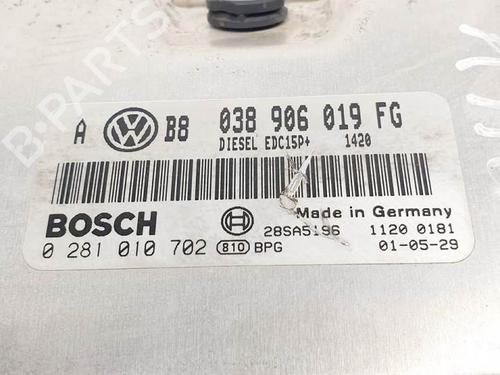 A B8 038 906 019 FG
DIESEL EDC15P+ 1420
BOSCH
Made in Germany
28SA5196 1120 0181
0 281 010 702 810 BPG 01-05-29
B-PARTS